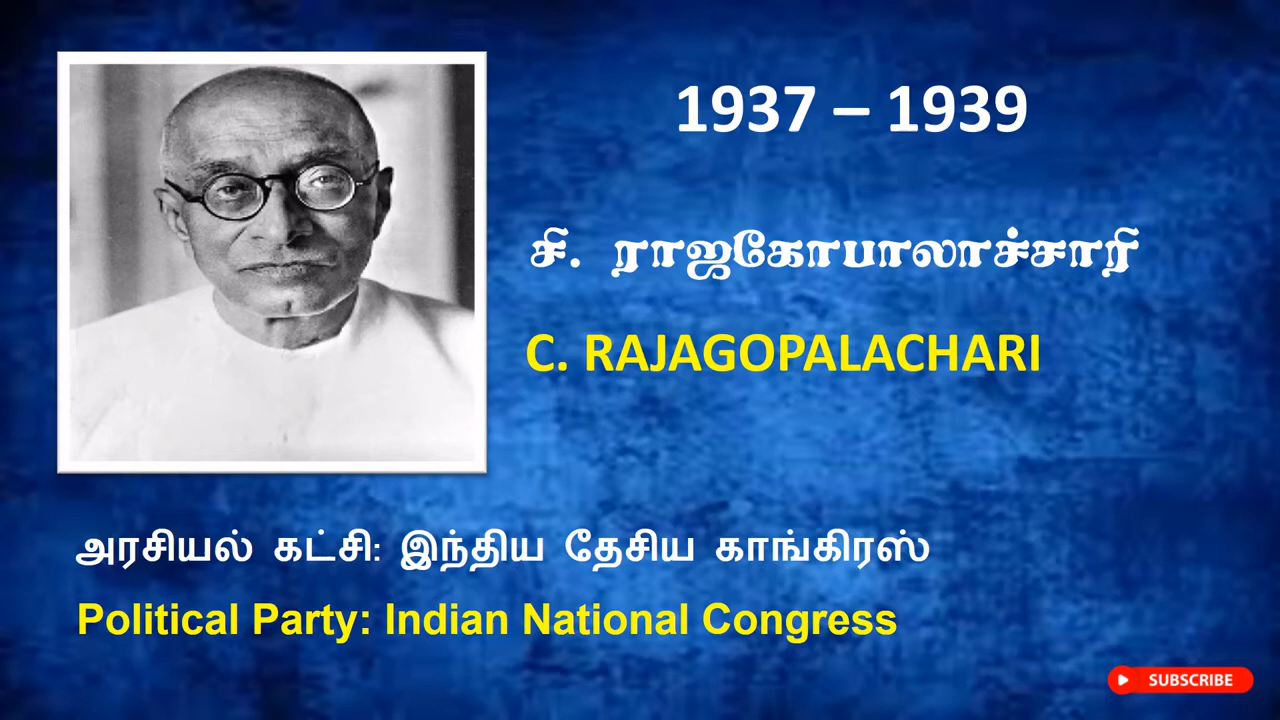 1937 – 1939
சி. ராஜகோபாலாச்சாரி
C. RAJAGOPALACHARI
அரசியல் கட்சி: இந்திய தேசிய காங்கிரஸ்
Political Party: Indian National Congress
SUBSCRIBE